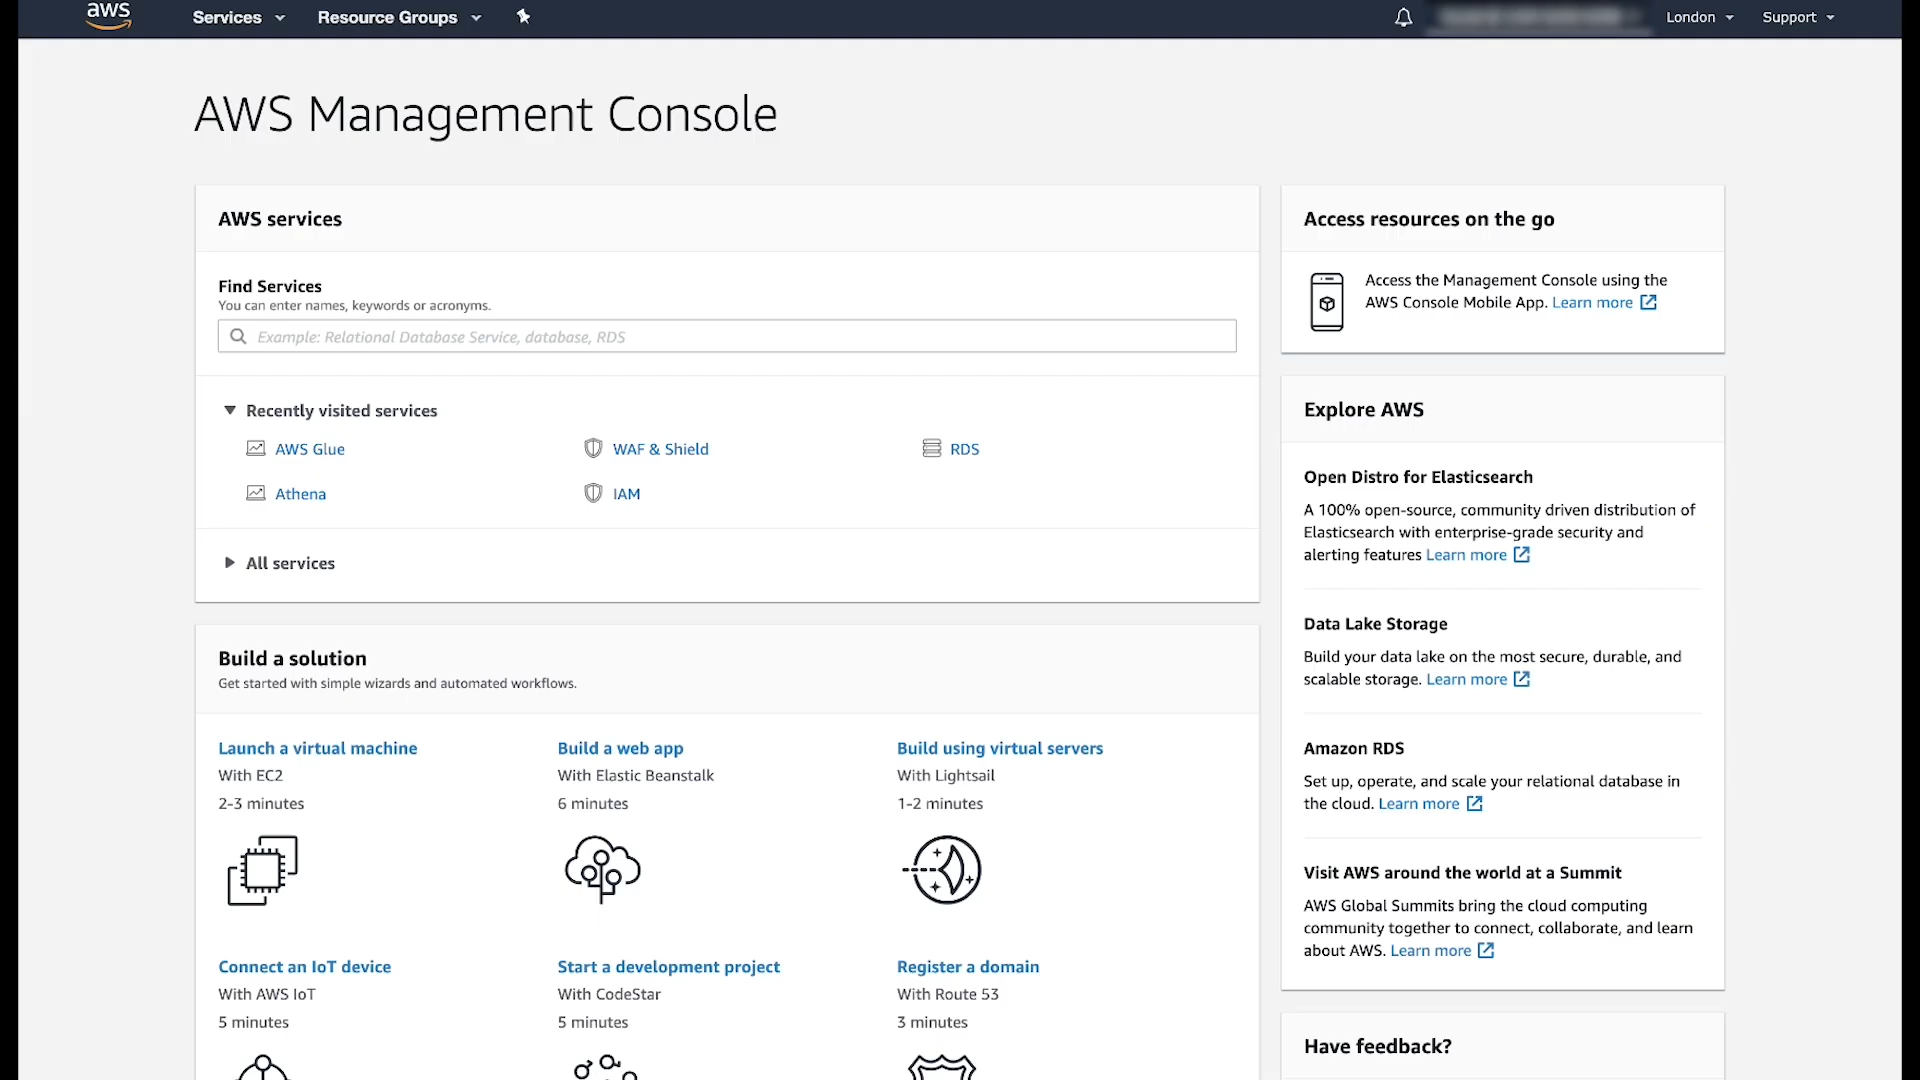 aws
Services
Resource Groups
London
Support
AWS Management Console
AWS services
Find Services
You can enter names, keywords or acronyms.
Example: Relational Database Service, database, RDS
Recently visited services
AWS Glue
WAF & Shield
RDS
Athena
IAM
All services
Build a solution
Get started with simple wizards and automated workflows.
Launch a virtual machine
With EC2
2-3 minutes
Build a web app
With Elastic Beanstalk
6 minutes
Build using virtual servers
With Lightsail
1-2 minutes
Connect an IoT device
With AWS IoT
5 minutes
Start a development project
With CodeStar
5 minutes
Register a domain
With Route 53
3 minutes
Access resources on the go
Access the Management Console using the
AWS Console Mobile App. Learn more
Explore AWS
Open Distro for Elasticsearch
A 100% open-source, community driven distribution of
Elasticsearch with enterprise-grade security and
alerting features Learn more
Data Lake Storage
Build your data lake on the most secure, durable, and
scalable storage. Learn more
Amazon RDS
Set up, operate, and scale your relational database in
the cloud. Learn more
Visit AWS around the world at a Summit
AWS Global Summits bring the cloud computing
community together to connect, collaborate, and learn
about AWS. Learn more
Have feedback?